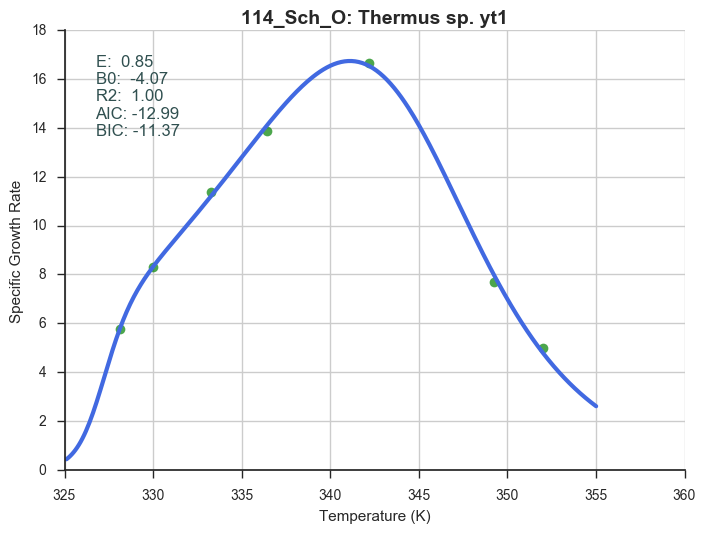 114_Sch_O: Thermus sp. yt1
18
16
14
12
10
8
6
4
2
0
E:  0.85
B0:  -4.07
R2:  1.00
AIC: -12.99
BIC: -11.37
Specific Growth Rate
325 330 335 340 345 350 355 360
Temperature (K)